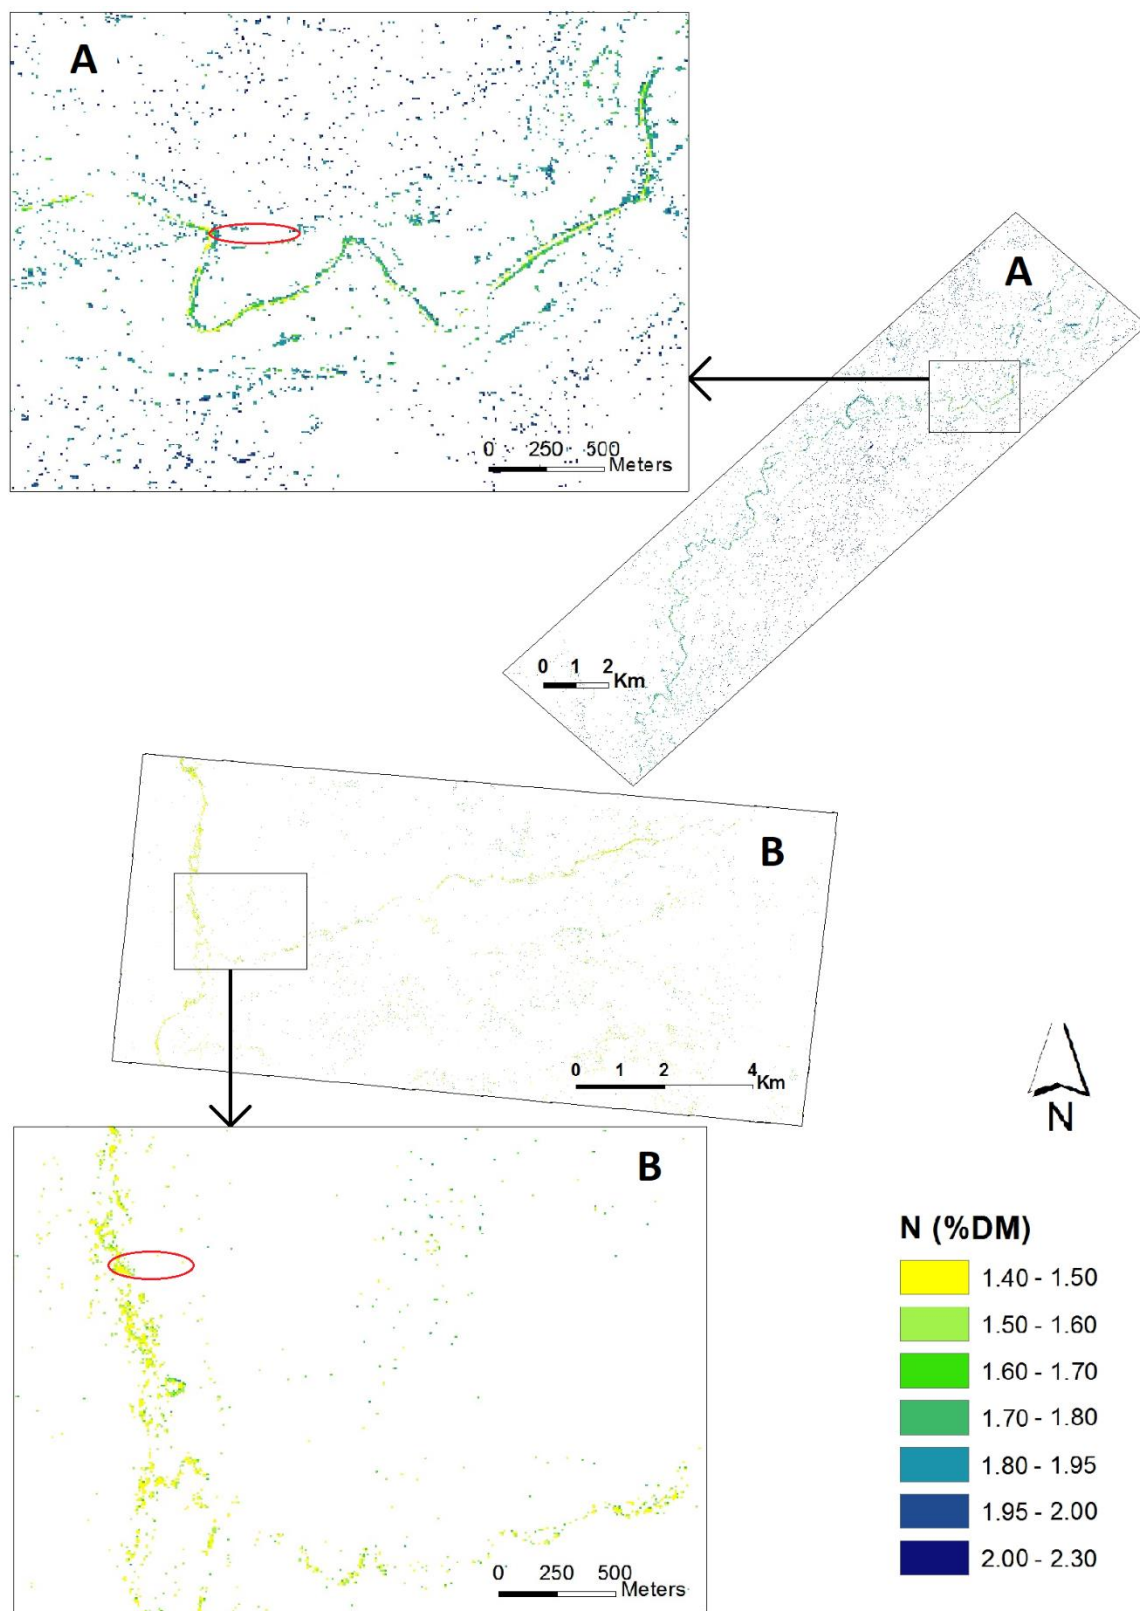 A
0 250 500
Meters
A
0 1 2
Km
B
0 1 2 4
Km
N
B
0 250 500
Meters
N (%DM)
1.40 - 1.50
1.50 - 1.60
1.60 - 1.70
1.70 - 1.80
1.80 - 1.95
1.95 - 2.00
2.00 - 2.30